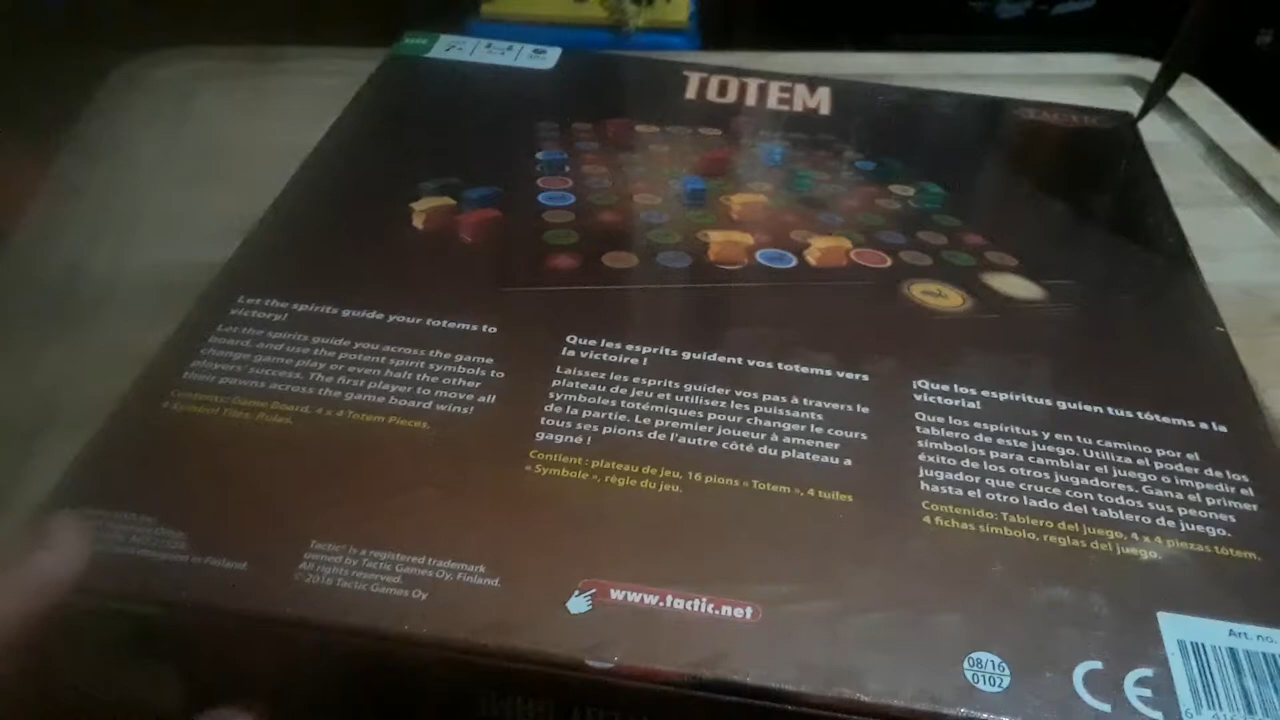 7+
TOTEM
TACTIC
Let the spirits guide your totems to
victory!
Let the spirits guide you across the game
board, and use the potent spirit symbols to
change game play or even halt the other
players' success. The first player to move all
their pawns across the game board wins!
Contents: Game Board, 4 x 4 Totem Pieces,
4 Symbol Tiles, Rules.
Que les esprits guident vos totems vers
la victoire !
Laissez les esprits guider vos pas à travers le
plateau de jeu et utilisez les puissants
symboles totémiques pour changer le cours
de la partie. Le premier joueur à amener
tous ses pions de l'autre côté du plateau a
gagné !
Contient : plateau de jeu, 16 pions « Totem », 4 tuiles
« Symbole », règle du jeu.
¡Que los espíritus guíen tus tótems a la
victoria!
Que los espíritus y en tu camino por el
tablero de este juego. Utiliza el poder de los
símbolos para cambiar el juego o impedir el
éxito de los otros jugadores. Gana el primer
jugador que cruce con todos sus peones
hasta el otro lado del tablero de juego.
Contenido: Tablero del juego, 4 x 4 piezas tótem,
4 fichas símbolo, reglas del juego.
designed in Finland.
Tactic® is a registered trademark
owned by Tactic Games Oy, Finland.
All rights reserved.
© 2016 Tactic Games Oy
www.tactic.net
08/16
0102
CE
Art. no.
6